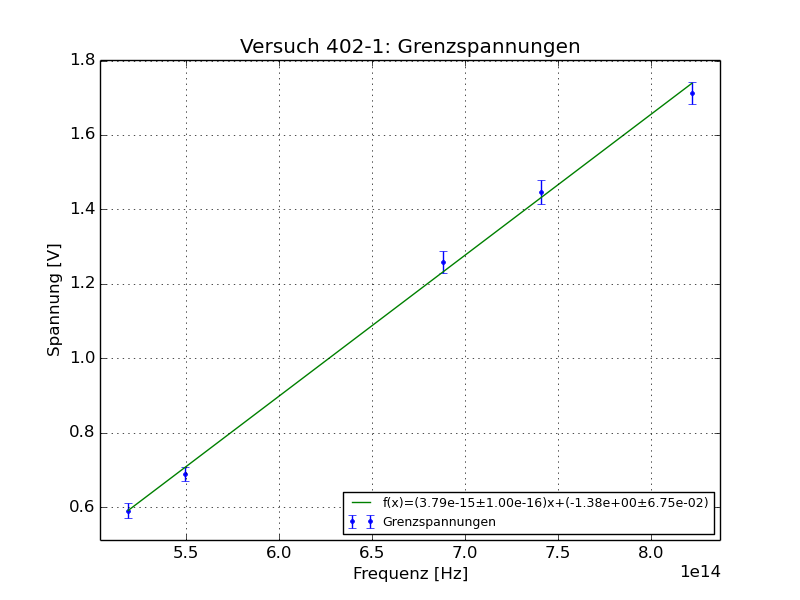 Versuch 402-1: Grenzspannungen
1.8
1.6
1.4
1.2
1.0
0.8
0.6
Spannung [V]
5.5 6.0 6.5 7.0 7.5 8.0
1e14
Frequenz [Hz]
f(x)=(3.79e-15±1.00e-16)x+(-1.38e+00±6.75e-02)
Grenzspannungen